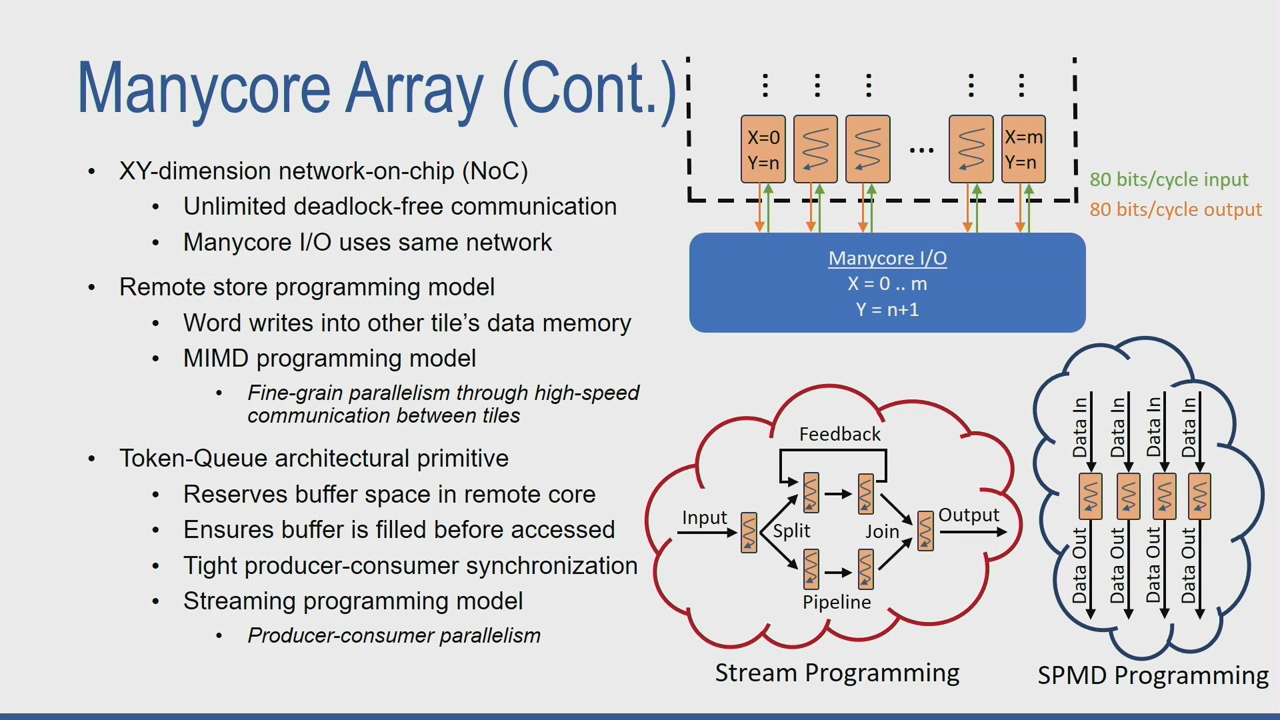 Manycore Array (Cont.)
• XY-dimension network-on-chip (NoC)
• Unlimited deadlock-free communication
• Manycore I/O uses same network
• Remote store programming model
• Word writes into other tile’s data memory
• MIMD programming model
• Fine-grain parallelism through high-speed
communication between tiles
• Token-Queue architectural primitive
• Reserves buffer space in remote core
• Ensures buffer is filled before accessed
• Tight producer-consumer synchronization
• Streaming programming model
• Producer-consumer parallelism
X=0
Y=n
...
X=m
Y=n
80 bits/cycle input
80 bits/cycle output
Manycore I/O
X = 0 .. m
Y = n+1
Feedback
Input
Split
Join
Output
Pipeline
Stream Programming
Data In
Data In
Data In
Data In
Data Out
Data Out
Data Out
Data Out
SPMD Programming